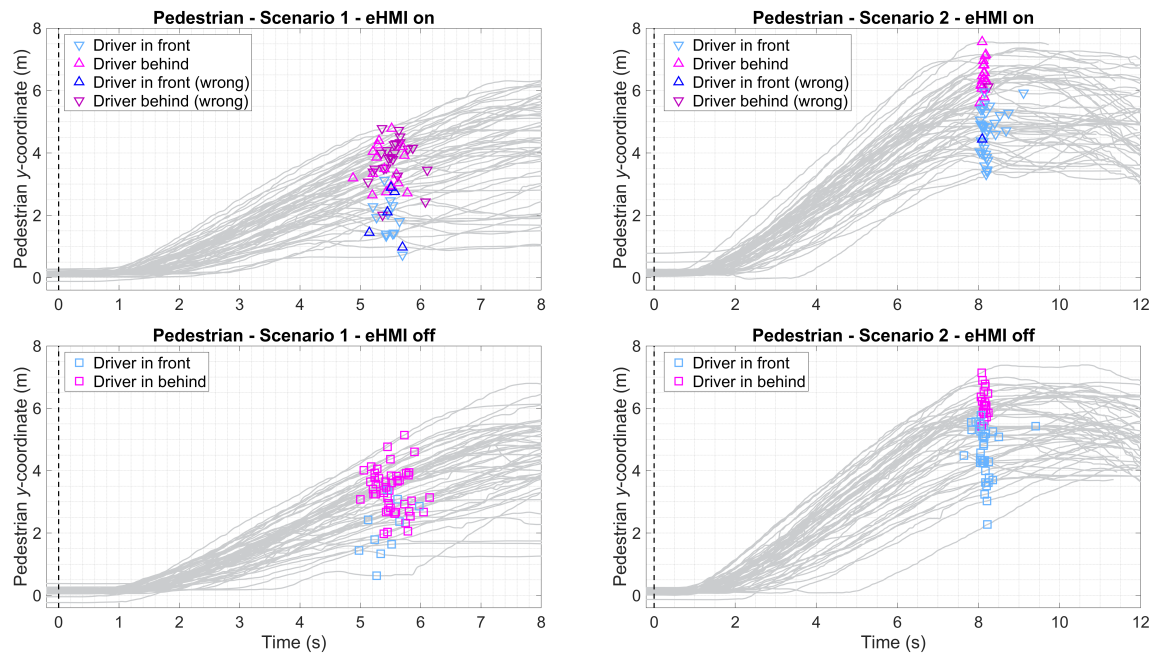 Pedestrian - Scenario 1 - eHMI on
Pedestrian y-coordinate (m)
8
6
4
2
0
Driver in front
Driver behind
Driver in front (wrong)
Driver behind (wrong)
0 1 2 3 4 5 6 7 8
Pedestrian - Scenario 2 - eHMI on
Pedestrian y-coordinate (m)
8
6
4
2
0
Driver in front
Driver behind
Driver in front (wrong)
Driver behind (wrong)
0 2 4 6 8 10 12
Pedestrian - Scenario 1 - eHMI off
Pedestrian y-coordinate (m)
8
6
4
2
0
Driver in front
Driver in behind
0 1 2 3 4 5 6 7 8
Time (s)
Pedestrian - Scenario 2 - eHMI off
Pedestrian y-coordinate (m)
8
6
4
2
0
Driver in front
Driver in behind
0 2 4 6 8 10 12
Time (s)